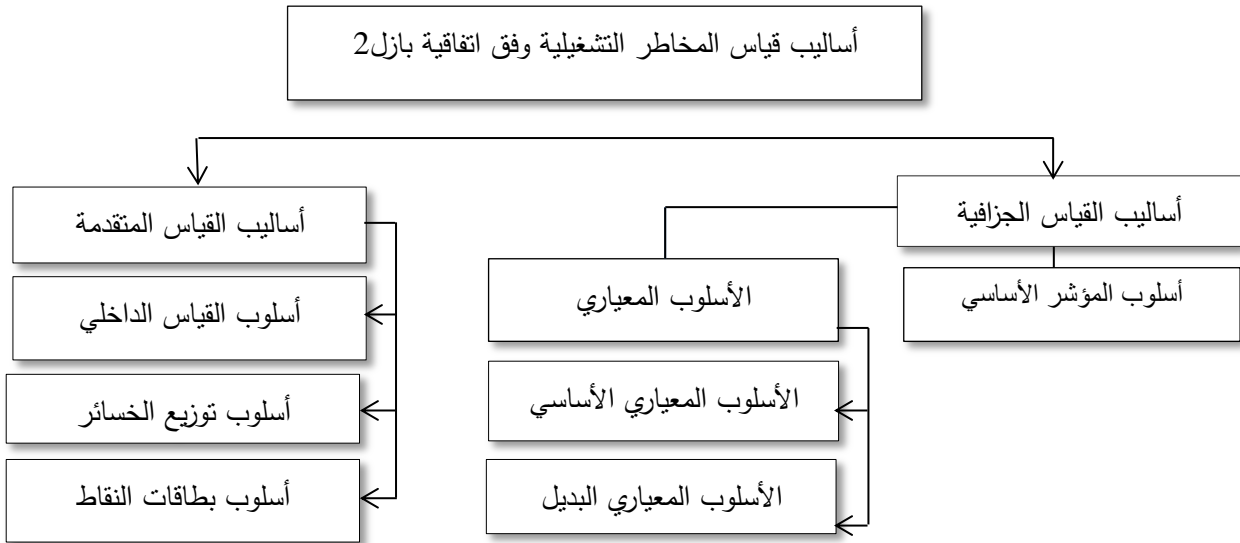 أساليب قياس المخاطر التشغيلية وفق اتفاقية بازل2
أساليب القياس الجزافية
أسلوب المؤشر الأساسي
الأسلوب المعياري
الأسلوب المعياري الأساسي
الأسلوب المعياري البديل
أساليب القياس المتقدمة
أسلوب القياس الداخلي
أسلوب توزيع الخسائر
أسلوب بطاقات النقاط